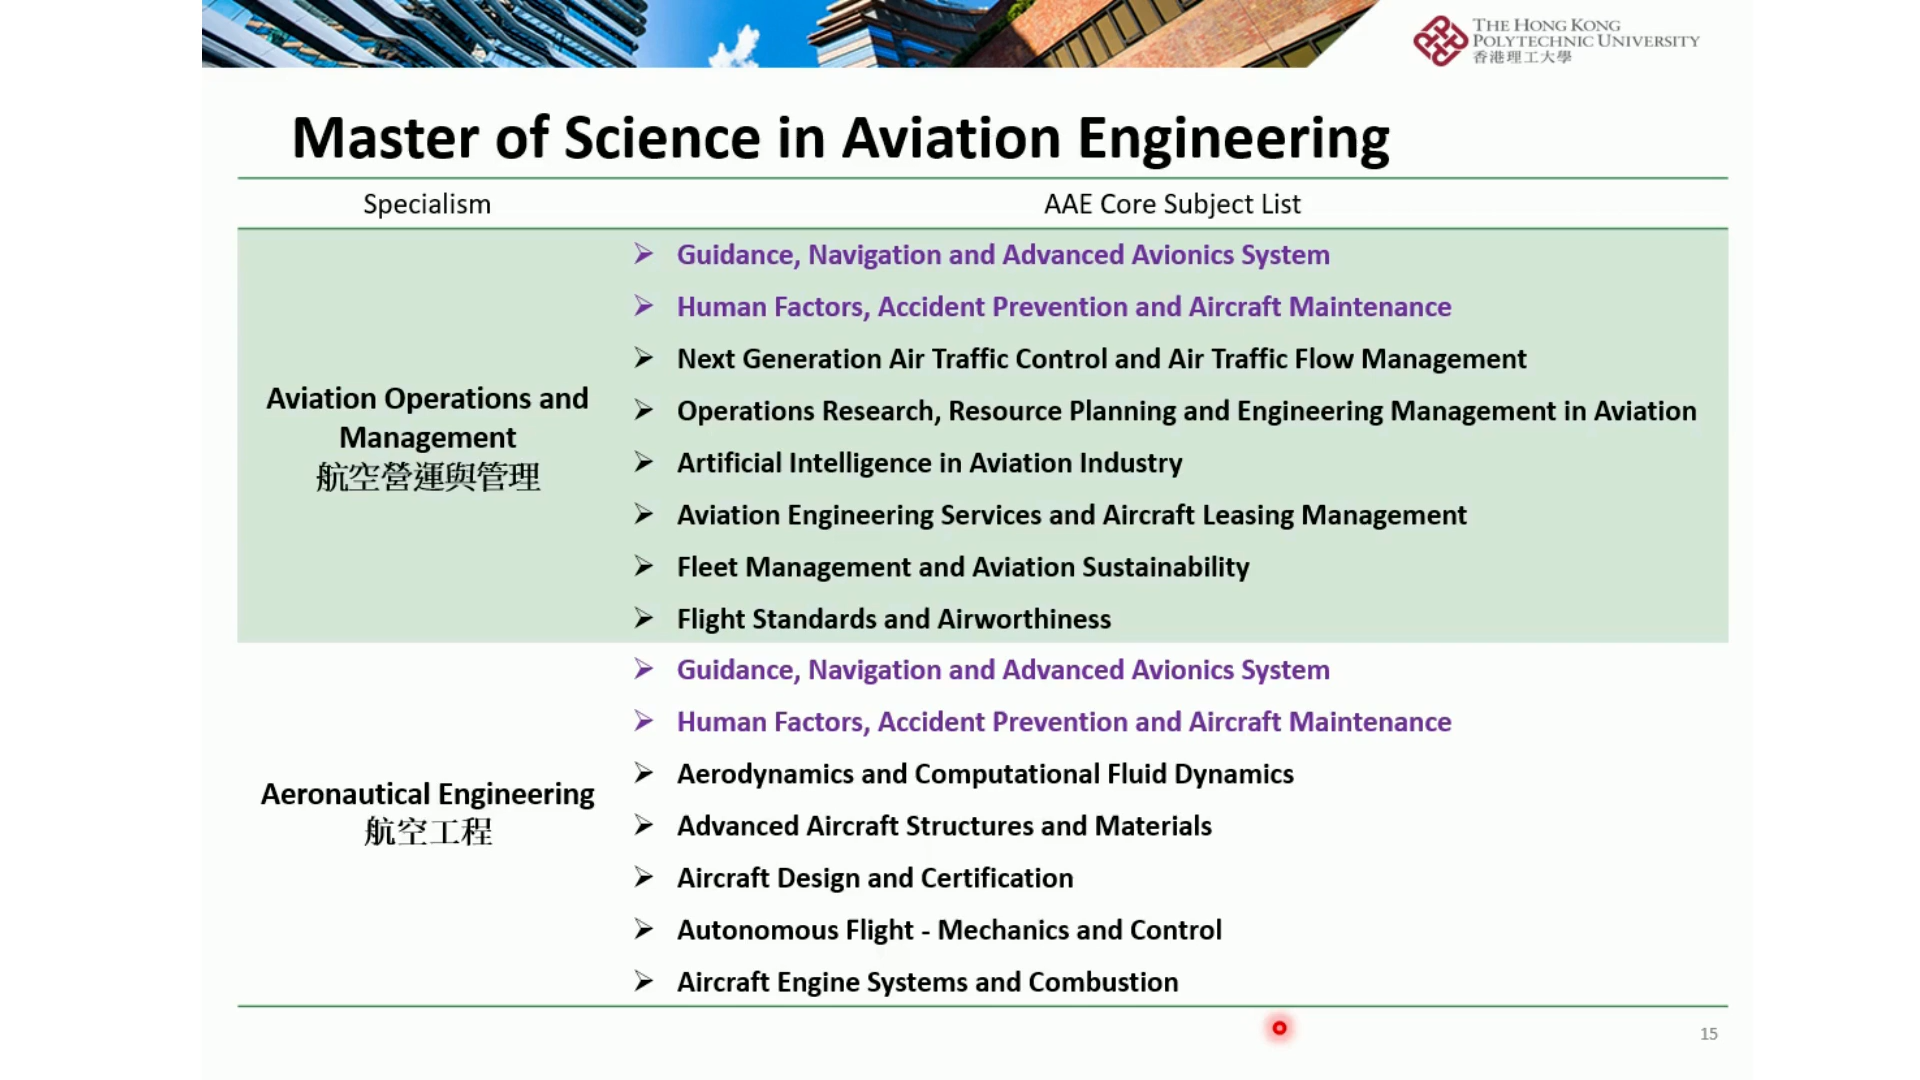 THE HONG KONG
POLYTECHNIC UNIVERSITY
香港理工大學
Master of Science in Aviation Engineering
Specialism
AAE Core Subject List
Aviation Operations and
Management
航空營運與管理
Guidance, Navigation and Advanced Avionics System
Human Factors, Accident Prevention and Aircraft Maintenance
Next Generation Air Traffic Control and Air Traffic Flow Management
Operations Research, Resource Planning and Engineering Management in Aviation
Artificial Intelligence in Aviation Industry
Aviation Engineering Services and Aircraft Leasing Management
Fleet Management and Aviation Sustainability
Flight Standards and Airworthiness
Aeronautical Engineering
航空工程
Guidance, Navigation and Advanced Avionics System
Human Factors, Accident Prevention and Aircraft Maintenance
Aerodynamics and Computational Fluid Dynamics
Advanced Aircraft Structures and Materials
Aircraft Design and Certification
Autonomous Flight - Mechanics and Control
Aircraft Engine Systems and Combustion
15